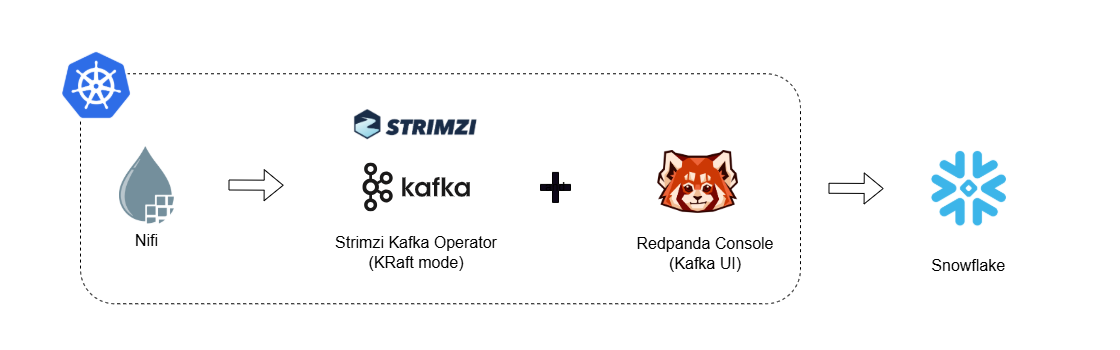 STRIMZI
kafka
Nifi
Strimzi Kafka Operator
(KRaft mode)
Redpanda Console
(Kafka UI)
Snowflake